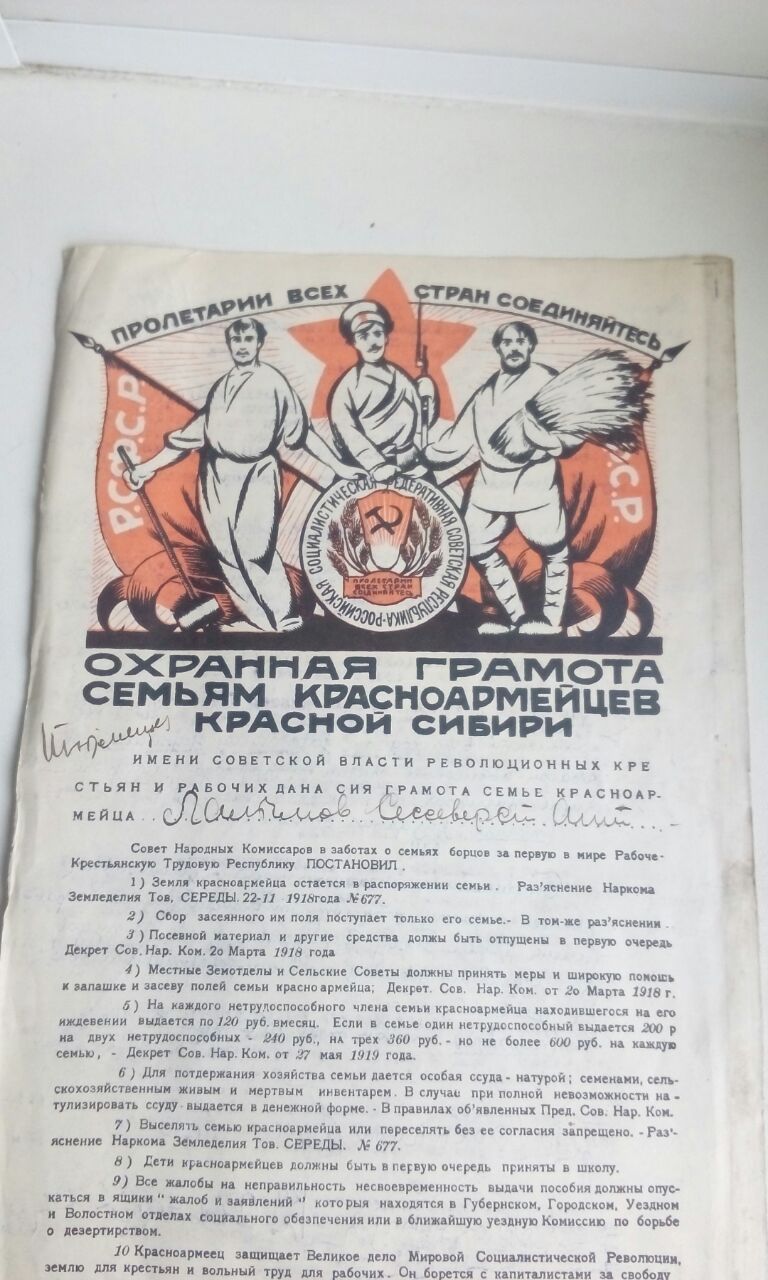 ПРОЛЕТАРИИ ВСЕХ СТРАН СОЕДИНЯЙТЕСЬ
Р.С.Ф.С.Р.
С.Р.
РОССИЙСКАЯ СОЦИАЛИСТИЧЕСКАЯ ФЕДЕРАТИВНАЯ СОВЕТСКАЯ РЕСПУБЛИКА
ПРОЛЕТАРИИ
ВСЕХ СТРАН
СОЕДИНЯЙТЕСЬ
ОХРАННАЯ ГРАМОТА
СЕМЬЯМ КРАСНОАРМЕЙЦЕВ
КРАСНОЙ СИБИРИ
ИМЕНИ СОВЕТСКОЙ ВЛАСТИ РЕВОЛЮЦИОННЫХ КРЕ
СТЬЯН И РАБОЧИХ ДАНА СИЯ ГРАМОТА СЕМЬЕ КРАСНОАР-
МЕЙЦА
Совет Народных Комиссаров в заботах о семьях борцов за первую в мире Рабоче-
Крестьянскую Трудовую Республику ПОСТАНОВИЛ.
1) Земля красноармейца остается в распоряжении семьи. Раз'яснение Наркома
Земледелия Тов, СЕРЕДЫ. 22-11 1918года №677.
2) Сбор засеянного им поля поступает только его семье.- В том-же раз'яснении.
3) Посевной материал и другие средства должы быть отпущены в первую очередь
Декрет Сов. Нар. Ком. 2о Марта 1918 года
4) Местные Земотделы и Сельские Советы должны принять меры и широкую помощь
к запашке и засеву полей семьи красноармейца; Декрет. Сов. Нар. Ком. от 2о Марта 1918 г.
5) На каждого нетрудоспособного члена семьи красноармейца находившегося на его
иждевении выдается по 120 руб. вмесяц. Если в семье один нетрудоспособный выдается 200 р
на двух нетрудоспособных - 240 руб., на трех 360 руб. - но не более 600 руб. на каждую
семью, - Декрет Сов. Нар. Ком. от 27 мая 1919 года.
6) Для потдержания хозяйства семьи дается особая ссуда - натурой; семенами, сель-
скохозяйственным живым и мертвым инвентарем. В случае при полной невозможности на-
тулизировать ссуду выдается в денежной форме. - В правилах об'явленных Пред. Сов. Нар. Ком.
7) Выселять семью красноармейца или переселять без ее согласия запрещено. - Раз'-
яснение Наркома Земледелия Тов. СЕРЕДЫ. № 677.
8) Дети красноармейцев должны быть в первую очередь приняты в школу.
9) Все жалобы на неправильность несвоевременность выдачи пособия должны опус-
каться в ящики " жалоб и заявлений " которыя находятся в Губернском, Городском, Уездном
и Волостном отделах социального обезпечения или в ближайшую уездную Комиссию по борьбе
о дезертирством.
10 Красноармеец защищает Великое дело Мировой Социалистической Революции,
землю для крестьян и вольный труд для рабочих. Он борется с капиталистами за свободу